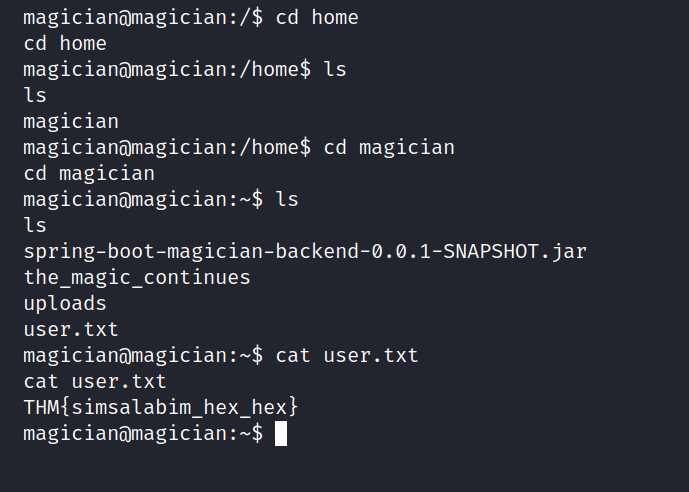 magician@magician:/$ cd home
cd home
magician@magician:/home$ ls
ls
magician
magician@magician:/home$ cd magician
cd magician
magician@magician:~$ ls
ls
spring-boot-magician-backend-0.0.1-SNAPSHOT.jar
the_magic_continues
uploads
user.txt
magician@magician:~$ cat user.txt
cat user.txt
THM{simsalabim_hex_hex}
magician@magician:~$